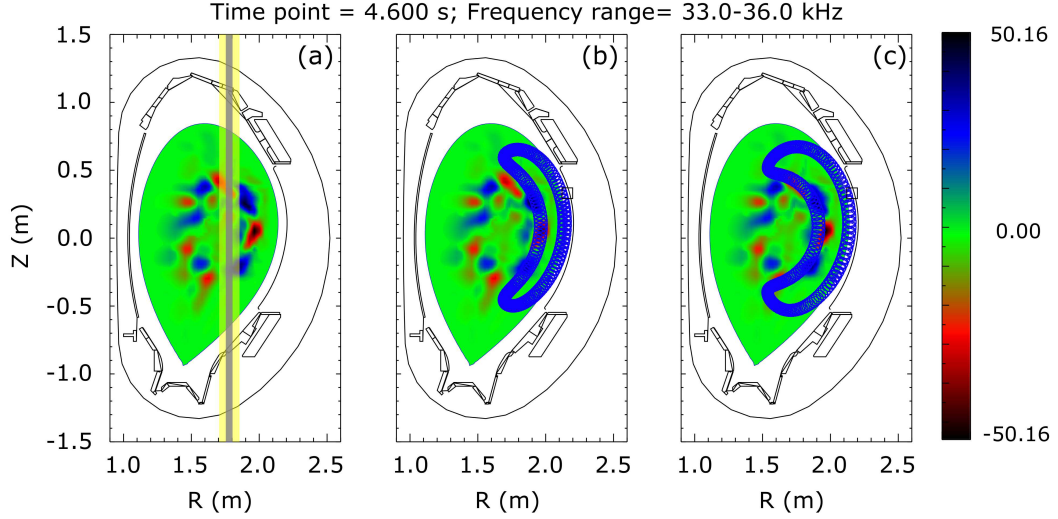 Time point = 4.600 s; Frequency range= 33.0-36.0 kHz
(a) (b) (c)
1.5
1.0
0.5
0.0
-0.5
-1.0
-1.5
Z (m)
1.0 1.5 2.0 2.5 1.0 1.5 2.0 2.5 1.0 1.5 2.0 2.5
R (m) R (m) R (m)
50.16
0.00
-50.16